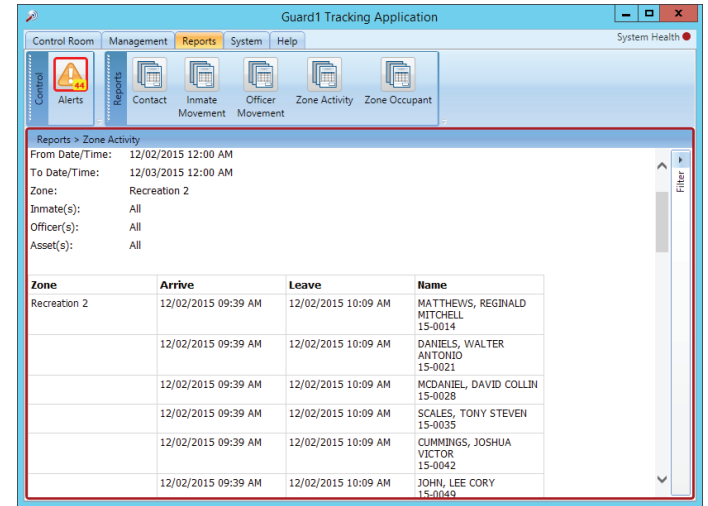 Guard1 Tracking Application
Control Room Management Reports System Help System Health
Control
Alerts
44
Reports
Contact
Inmate Movement
Officer Movement
Zone Activity
Zone Occupant
Reports > Zone Activity
Filter
From Date/Time: 12/02/2015 12:00 AM
To Date/Time: 12/03/2015 12:00 AM
Zone: Recreation 2
Inmate(s): All
Officer(s): All
Asset(s): All
Zone Arrive Leave Name
Recreation 2 12/02/2015 09:39 AM 12/02/2015 10:09 AM MATTHEWS, REGINALD
MITCHELL
15-0014
12/02/2015 09:39 AM 12/02/2015 10:09 AM DANIELS, WALTER
ANTONIO
15-0021
12/02/2015 09:39 AM 12/02/2015 10:09 AM MCDANIEL, DAVID COLLIN
15-0028
12/02/2015 09:39 AM 12/02/2015 10:09 AM SCALES, TONY STEVEN
15-0035
12/02/2015 09:39 AM 12/02/2015 10:09 AM CUMMINGS, JOSHUA
VICTOR
15-0042
12/02/2015 09:39 AM 12/02/2015 10:09 AM JOHN, LEE CORY
15-0049